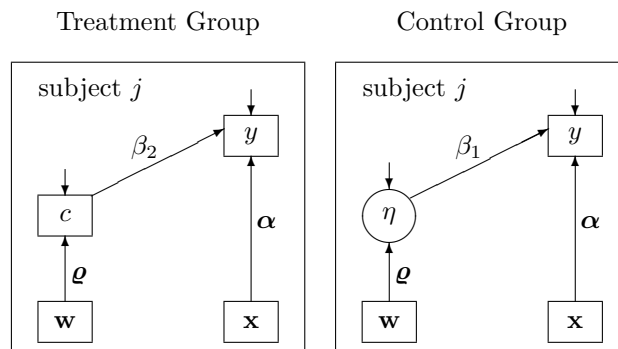 Treatment Group
Control Group
subject j
y
β₂
c
α
ϱ
w
x
subject j
y
β₁
η
α
ϱ
w
x